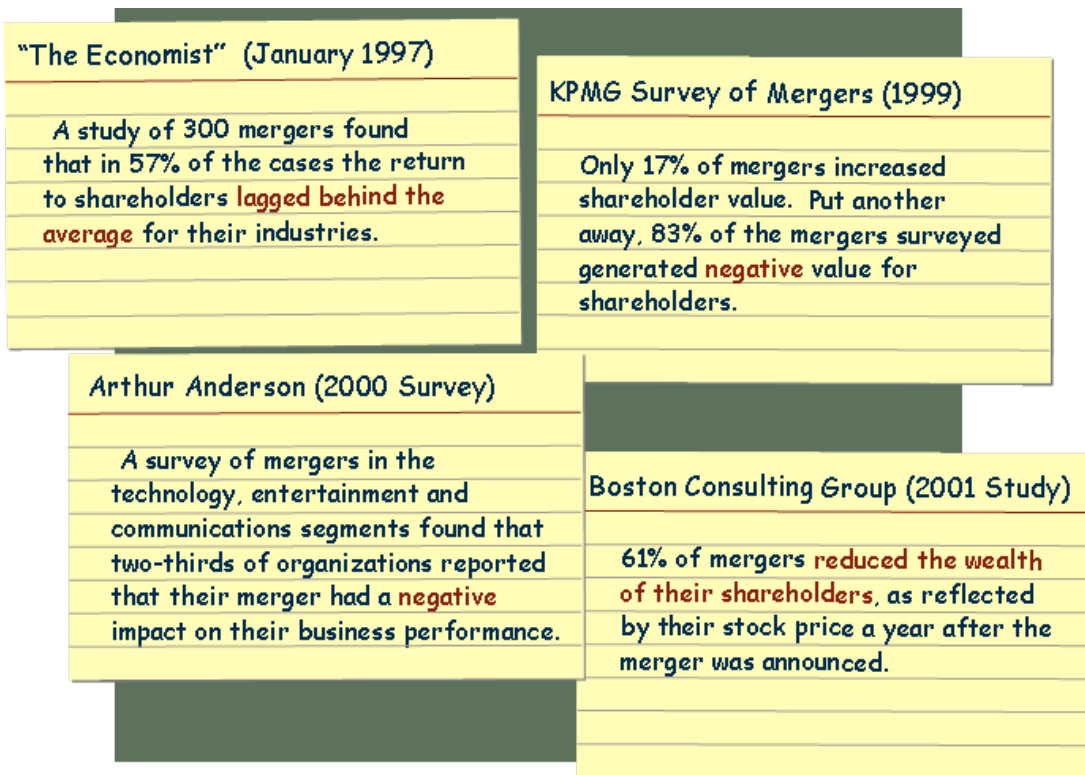 “The Economist” (January 1997)
A study of 300 mergers found
that in 57% of the cases the return
to shareholders lagged behind the
average for their industries.
KPMG Survey of Mergers (1999)
Only 17% of mergers increased
shareholder value. Put another
away, 83% of the mergers surveyed
generated negative value for
shareholders.
Arthur Anderson (2000 Survey)
A survey of mergers in the
technology, entertainment and
communications segments found that
two-thirds of organizations reported
that their merger had a negative
impact on their business performance.
Boston Consulting Group (2001 Study)
61% of mergers reduced the wealth
of their shareholders, as reflected
by their stock price a year after the
merger was announced.